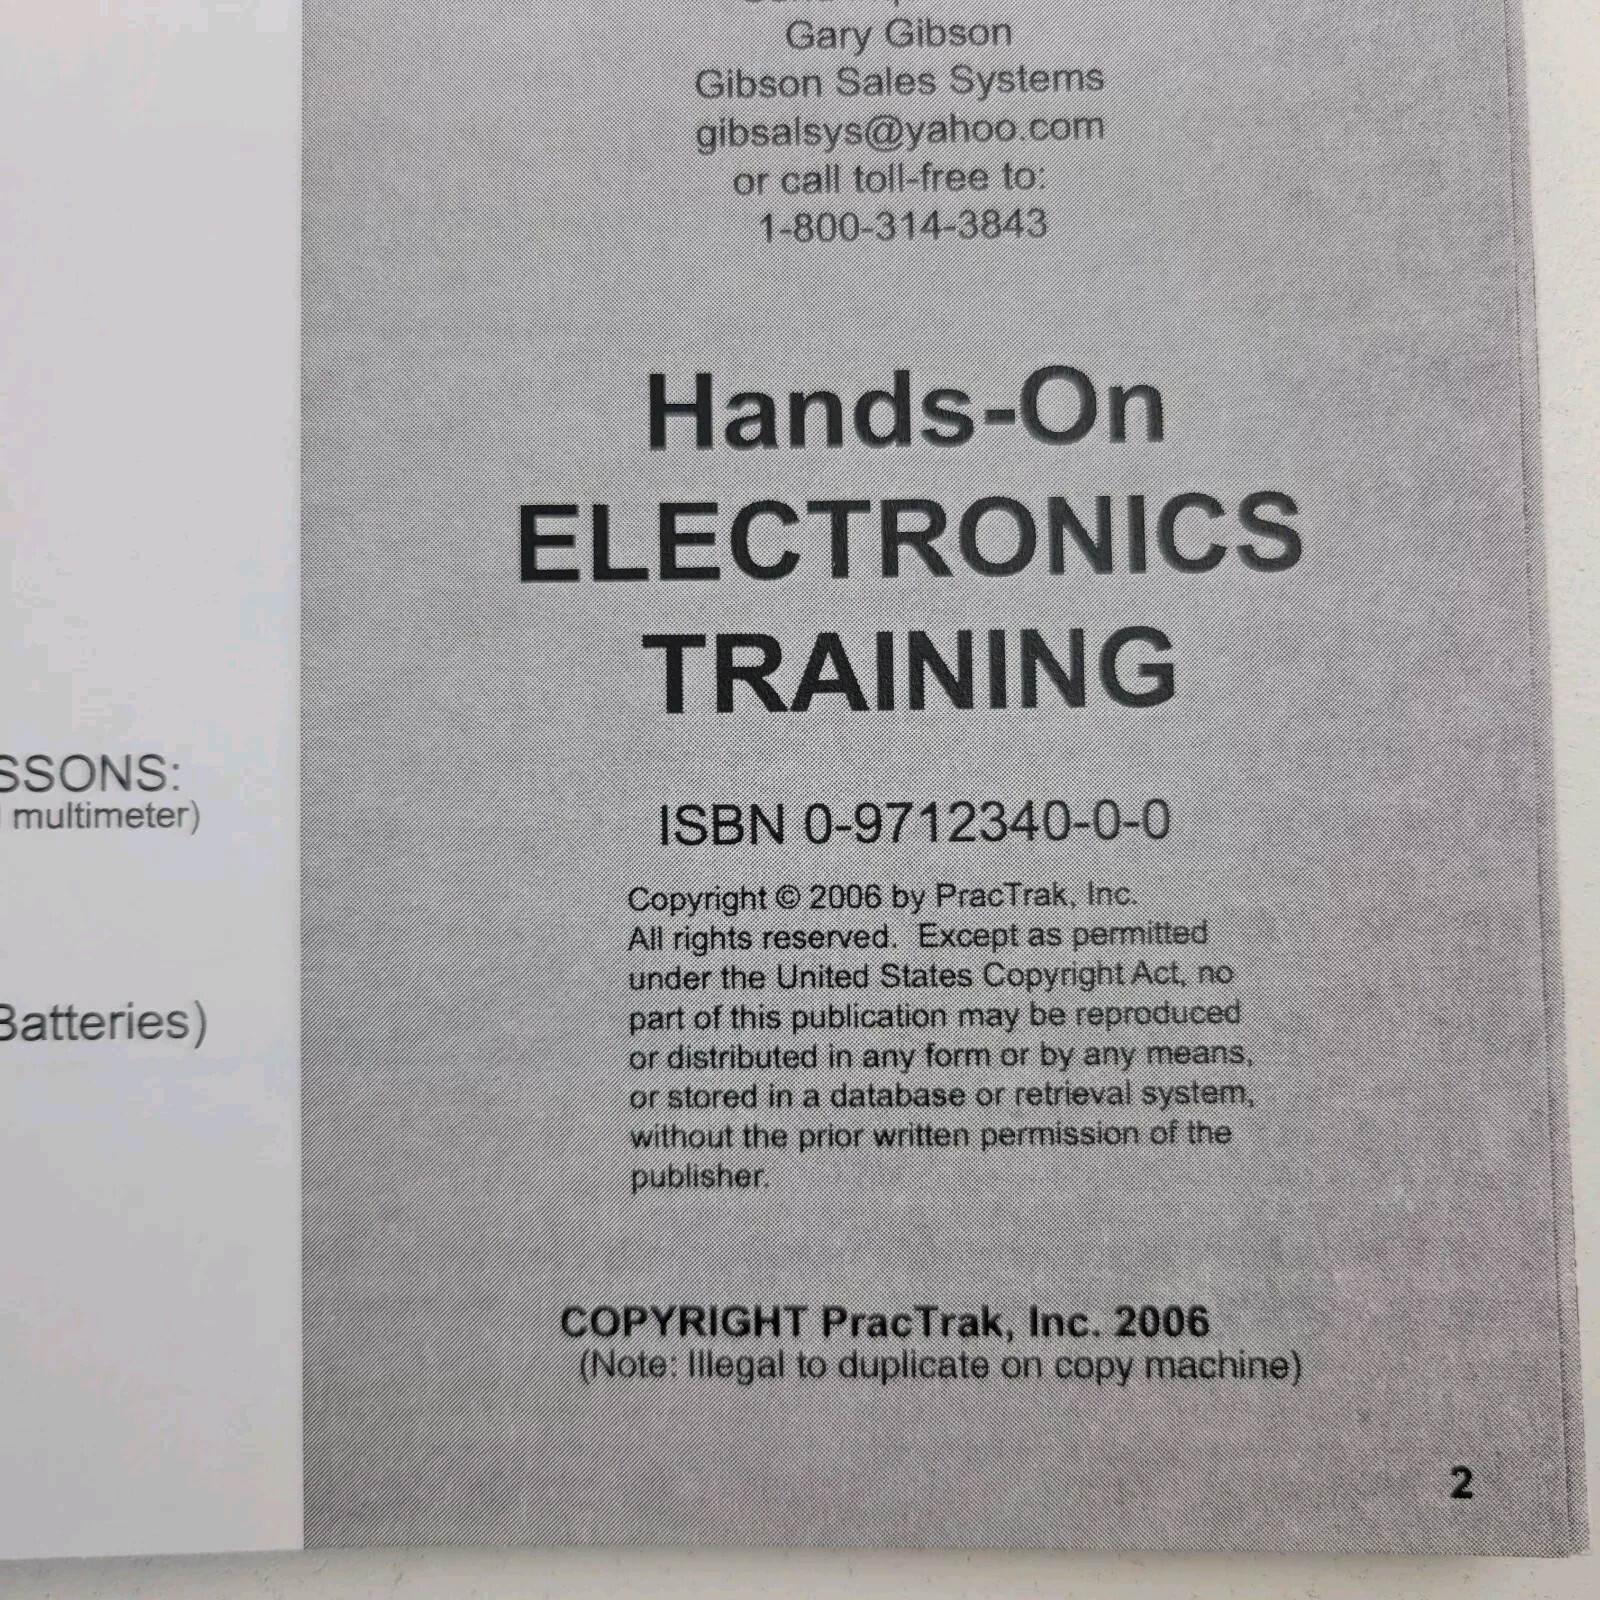 Gary Gibson
Gibson Sales Systems
gibsalsys@yahoo.com
or call toll-free to:
1-800-314-3843
Hands-On
ELECTRONICS
TRAINING
ISBN 0-9712340-0-0
Copyright © 2006 by PracTrak, Inc.
All rights reserved. Except as permitted
under the United States Copyright Act, no
part of this publication may be reproduced
or distributed in any form or by any means,
or stored in a database or retrieval system,
without the prior written permission of the
publisher.
COPYRIGHT PracTrak, Inc. 2006
(Note: Illegal to duplicate on copy machine)
2
SSONS:
multimeter)
Batteries)